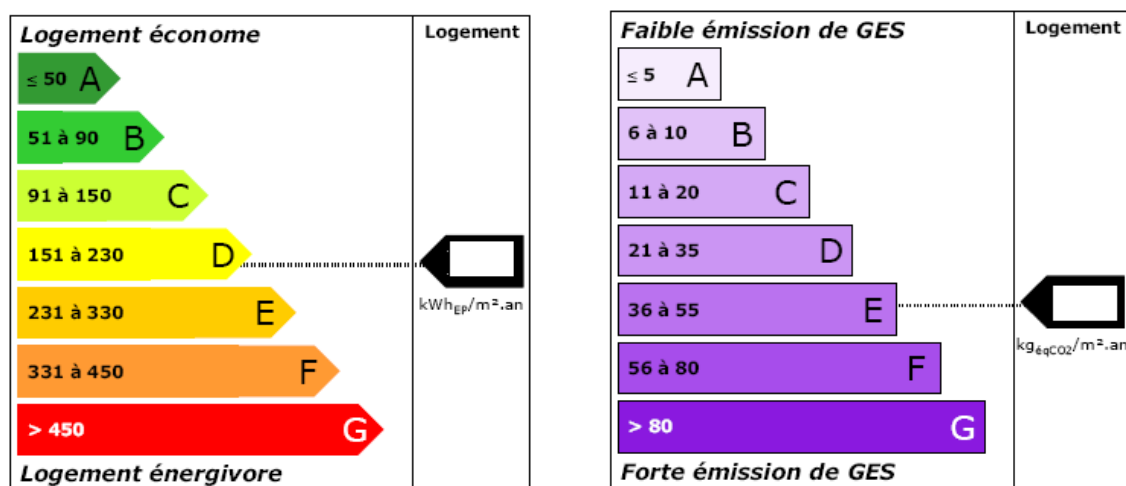 Logement économe
Logement
≤ 50 A
51 à 90 B
91 à 150 C
151 à 230 D
231 à 330 E
331 à 450 F
> 450 G
kWhEP/m².an
Logement énergivore
Faible émission de GES
Logement
≤ 5 A
6 à 10 B
11 à 20 C
21 à 35 D
36 à 55 E
56 à 80 F
> 80 G
kgéqCO2/m².an
Forte émission de GES